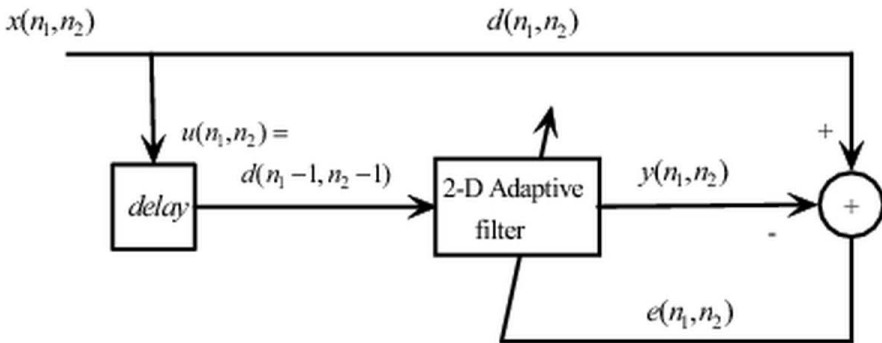 x(n₁,n₂) d(n₁,n₂)
u(n₁,n₂) =
+
d(n₁−1,n₂−1)
delay
2-D Adaptive
filter
y(n₁,n₂)
+
-
e(n₁,n₂)